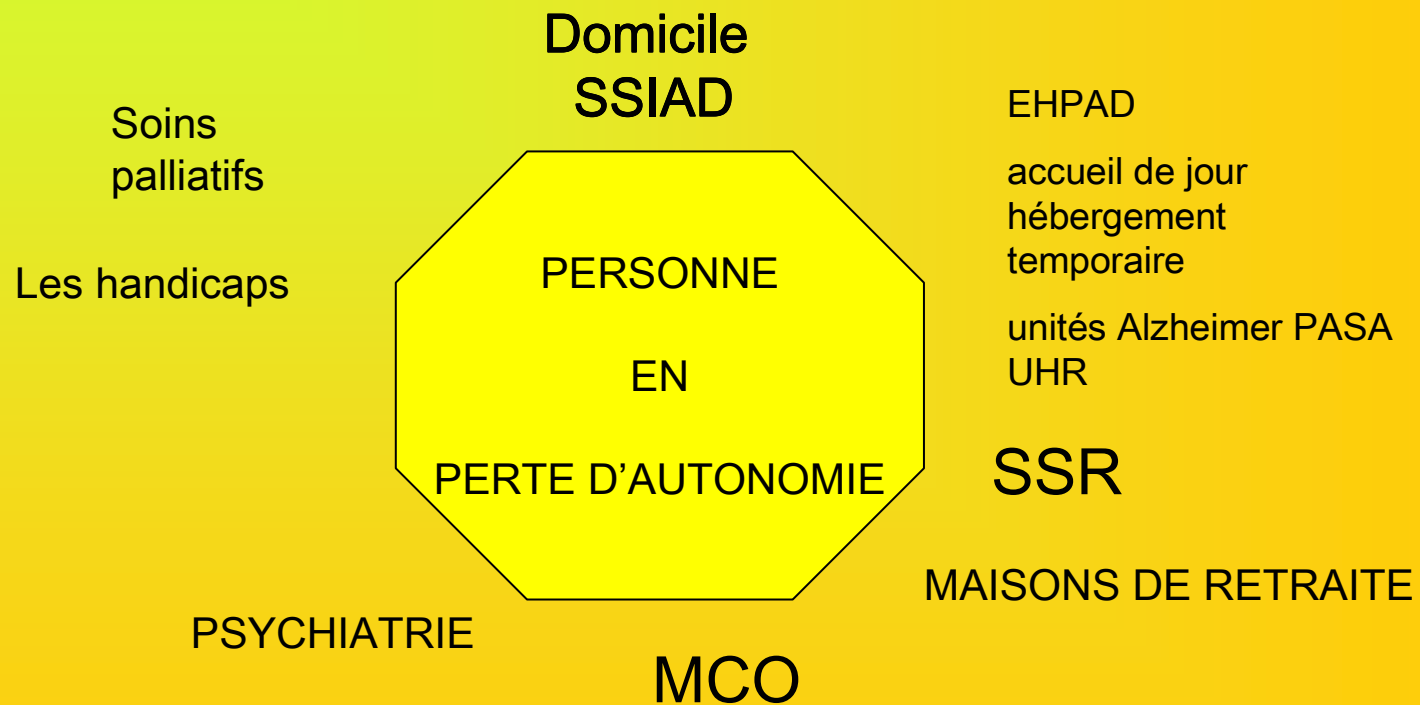 Domicile
SSIAD
Soins
palliatifs
Les handicaps
PERSONNE
EN
PERTE D’AUTONOMIE
EHPAD
accueil de jour
hébergement
temporaire
unités Alzheimer PASA
UHR
SSR
MAISONS DE RETRAITE
PSYCHIATRIE
MCO